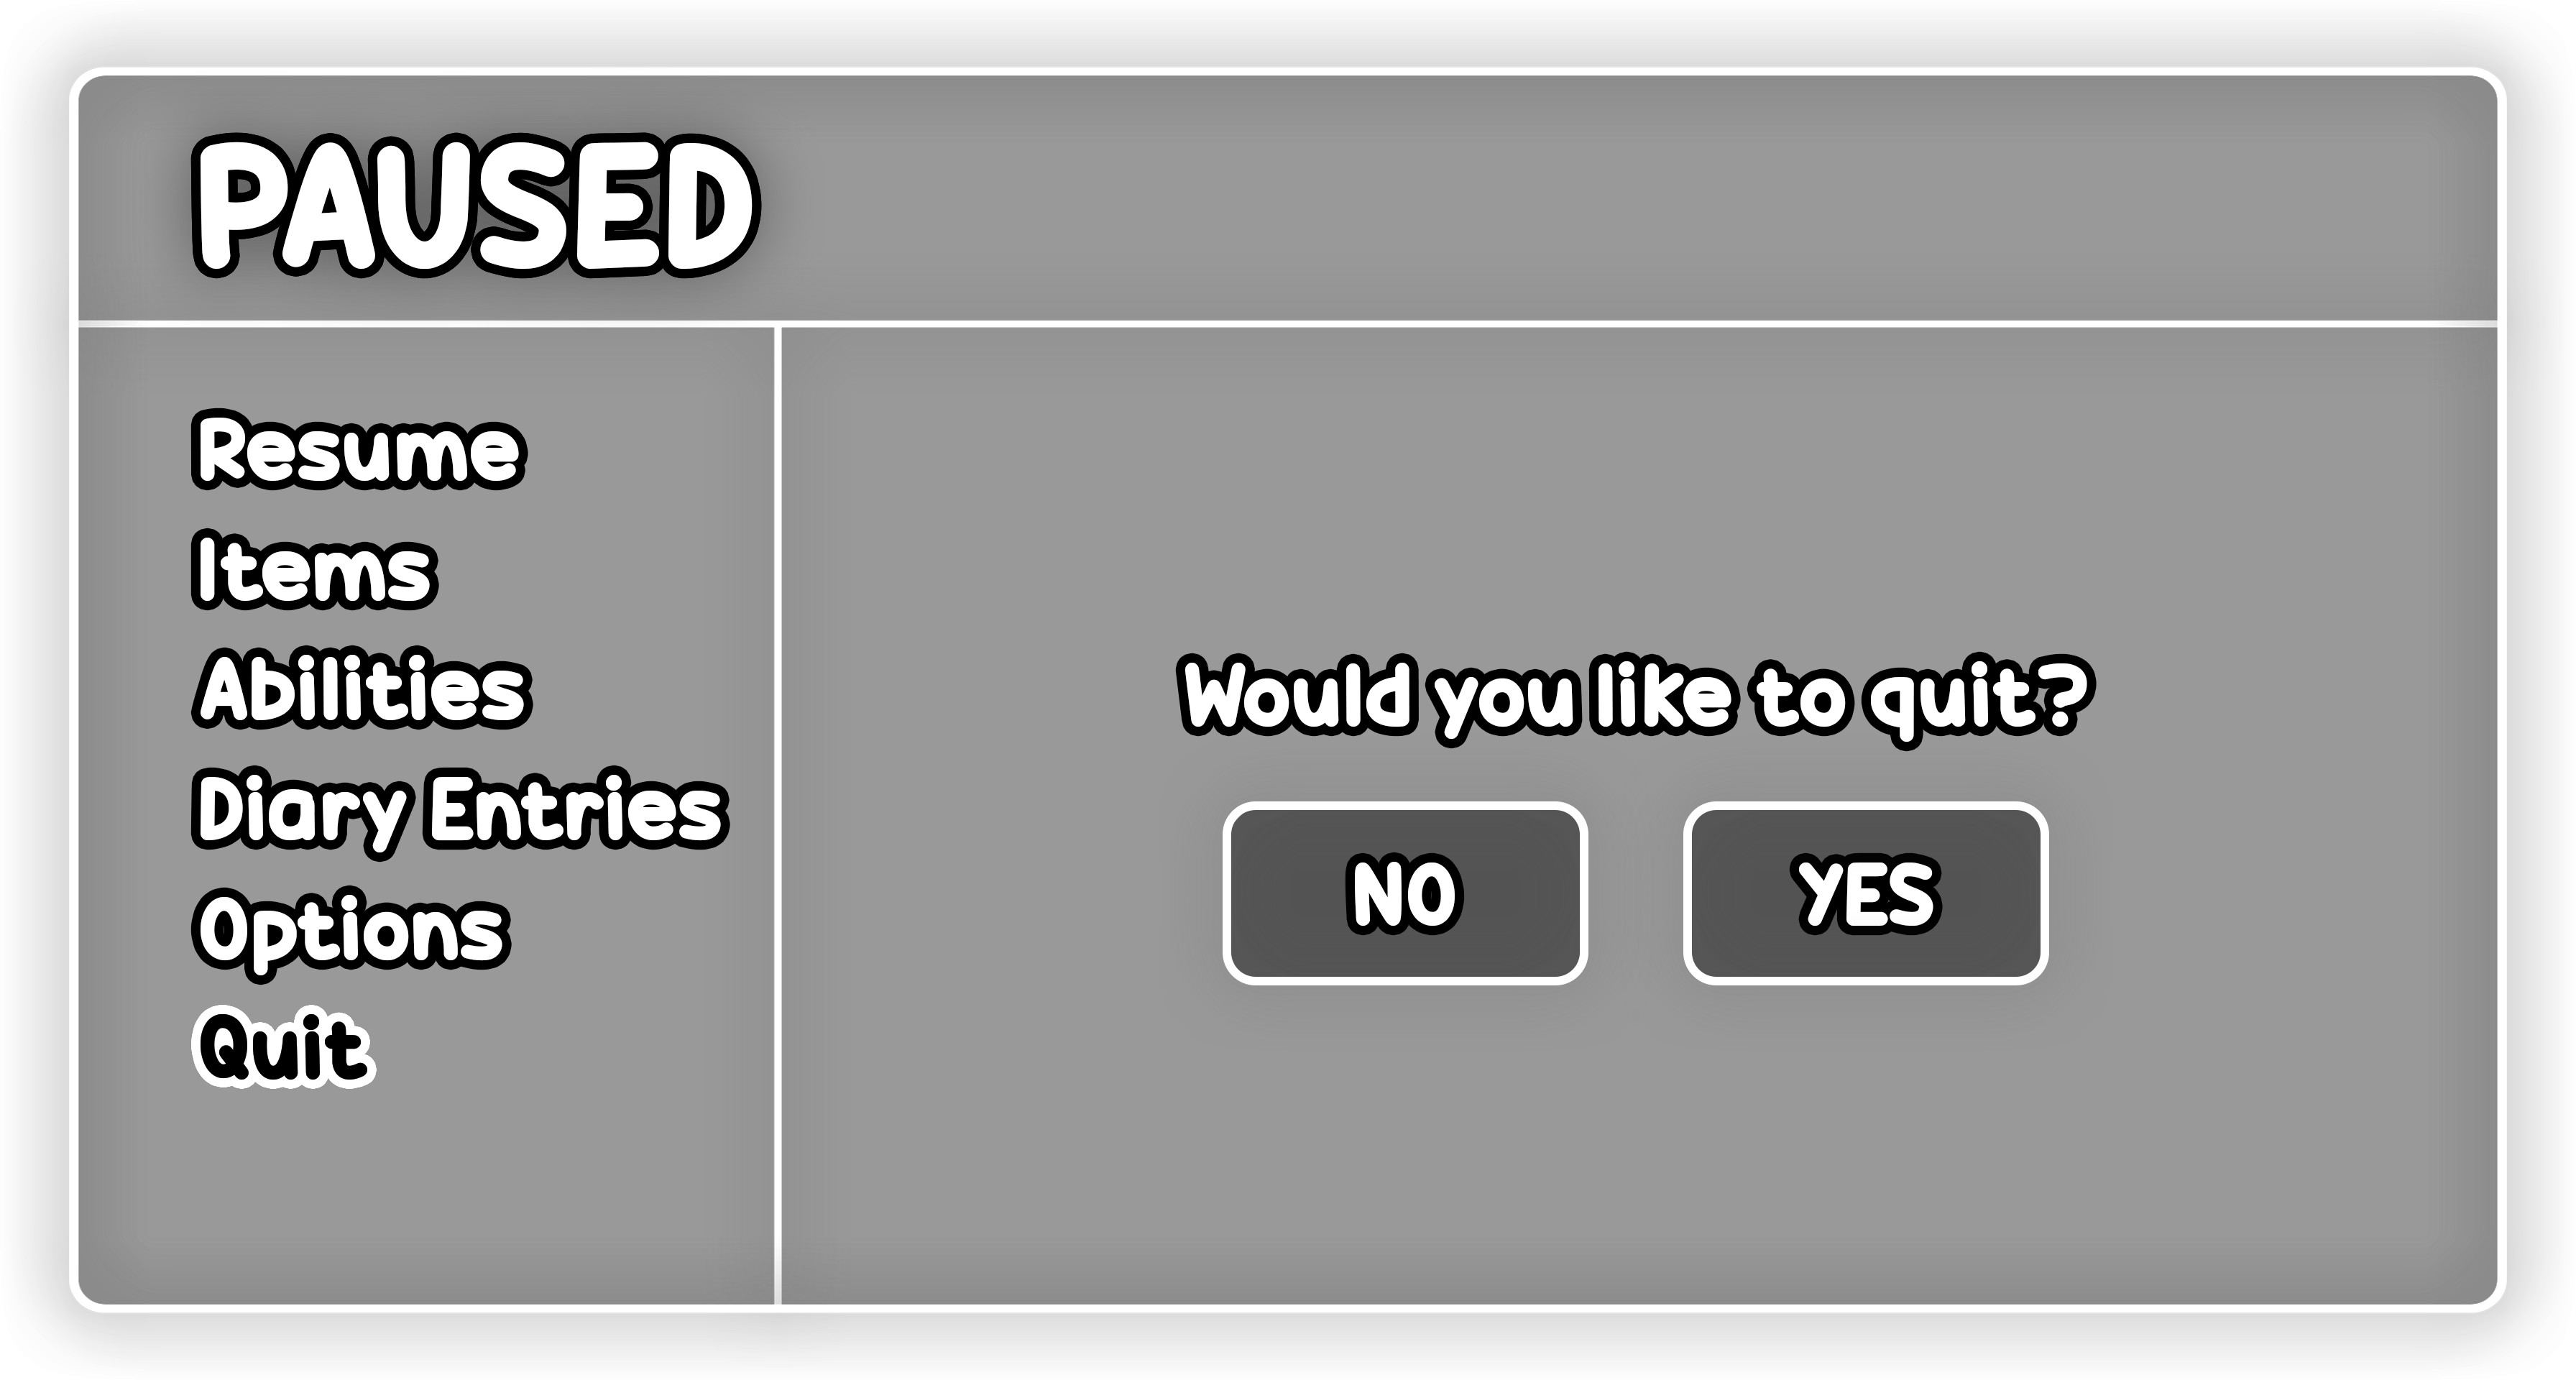 PAUSED
Resume
Items
Abilities
Diary Entries
Options
Quit
Would you like to quit?
NO
YES